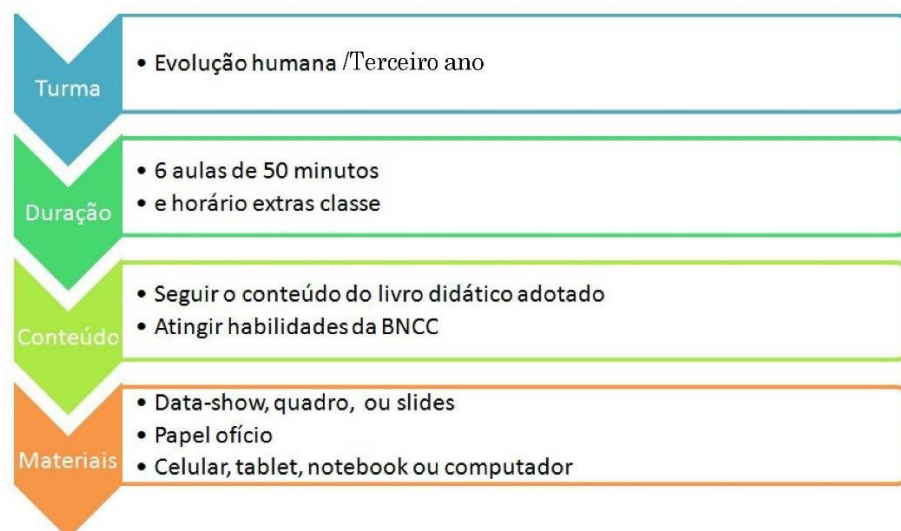 Turma
• Evolução humana /Terceiro ano
Duração
• 6 aulas de 50 minutos
• e horário extras classe
Conteúdo
• Seguir o conteúdo do livro didático adotado
• Atingir habilidades da BNCC
Materiais
• Data-show, quadro, ou slides
• Papel ofício
• Celular, tablet, notebook ou computador